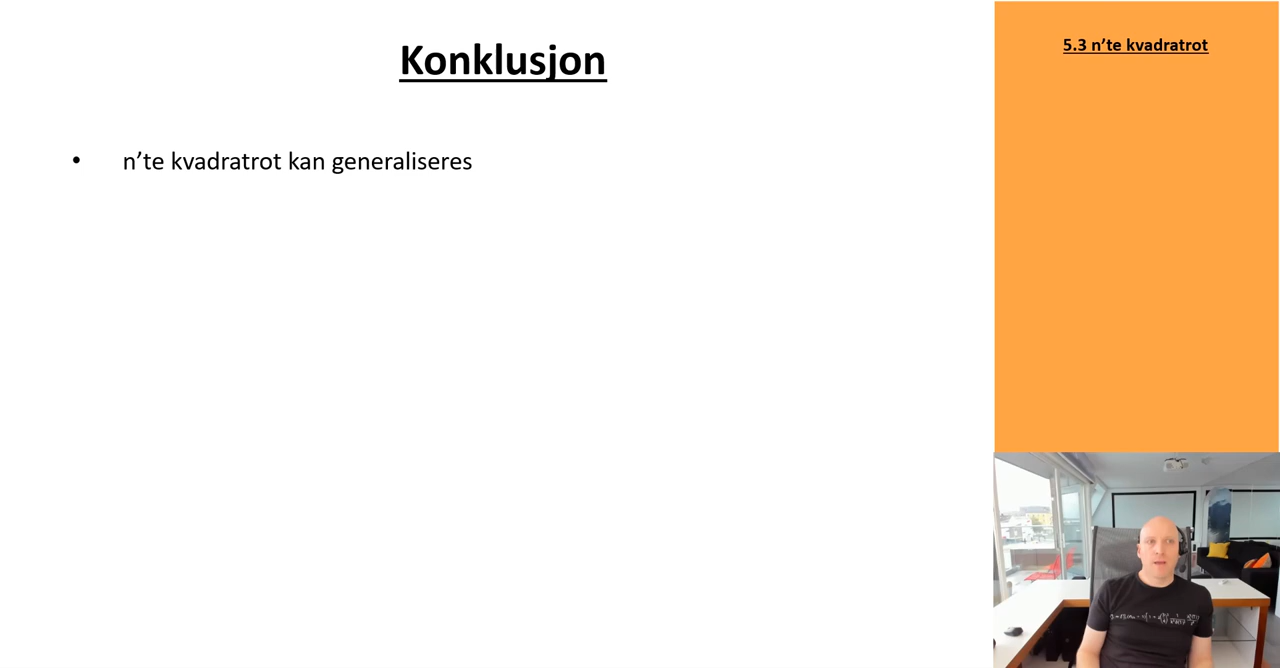 Konklusjon
• n’te kvadratrot kan generaliseres
5.3 n’te kvadratrot